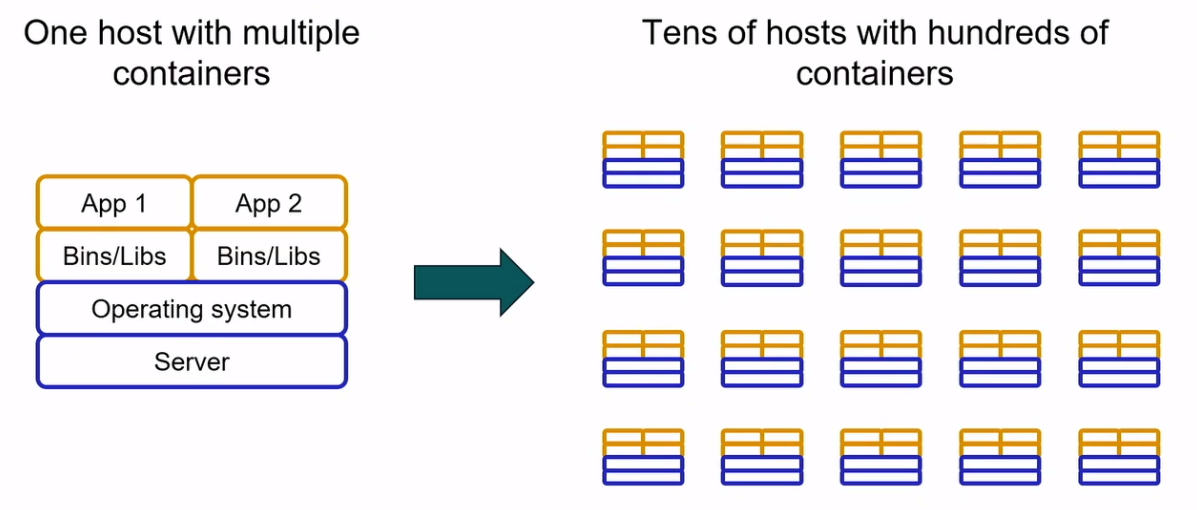 One host with multiple
containers
Tens of hosts with hundreds of
containers
App 1
App 2
Bins/Libs
Bins/Libs
Operating system
Server